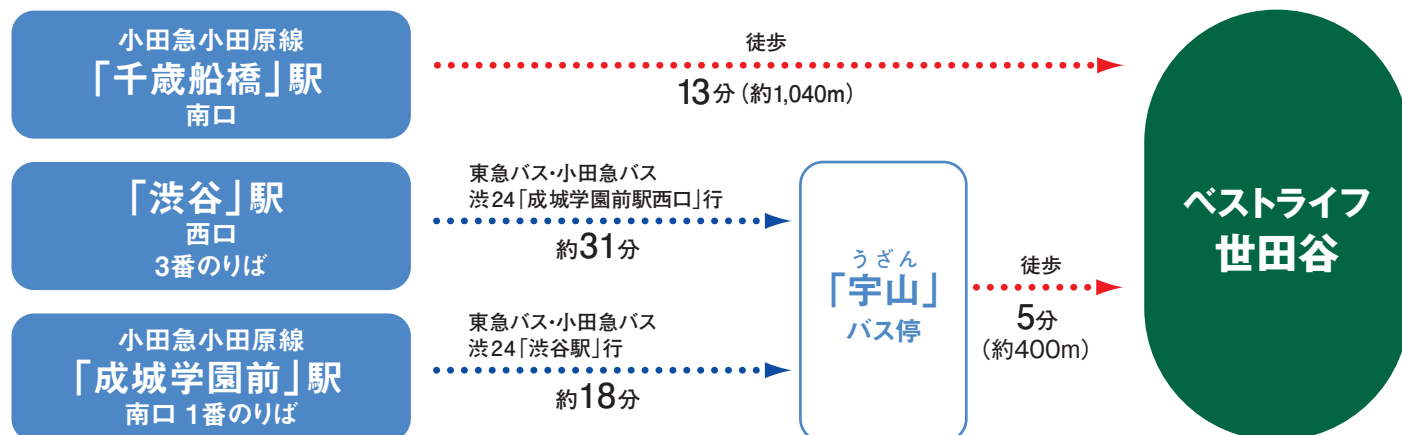 小田急小田原線
「千歳船橋」駅
南口
徒歩
13分(約1,040m)
「渋谷」駅
西口
3番のりば
東急バス・小田急バス
渋24「成城学園前駅西口」行
約31分
小田急小田原線
「成城学園前」駅
南口 1番のりば
東急バス・小田急バス
渋24「渋谷駅」行
約18分
うざん
「宇山」
バス停
徒歩
5分
(約400m)
ベストライフ
世田谷